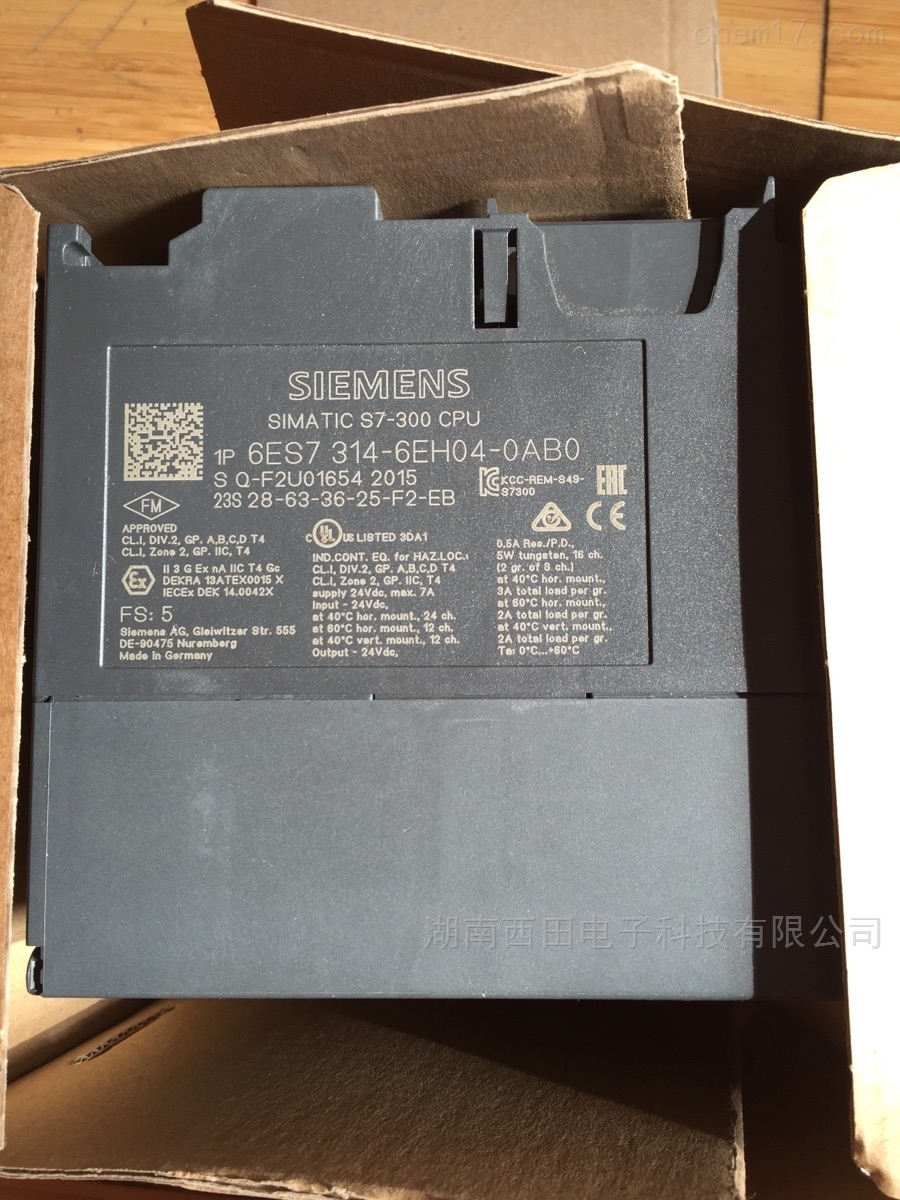 chem17.com
SIEMENS
SIMATIC S7-300 CPU
1P 6ES7 314-6EH04-0AB0
S Q-F2U01654 2015
23S 28-63-36-25-F2-EB
KCC-REM-S49-
S7300
EAC
FM
APPROVED
CL.I, DIV.2, GP. A,B,C,D T4
CL.I, Zone 2, GP. IIC, T4
Ex
II 3 G Ex nA IIC T4 Gc
DEKRA 13ATEX0015 X
IECEx DEK 14.0042X
FS: 5
Siemens AG, Gleiwitzer Str. 555
DE-90475 Nuremberg
Made in Germany
C UL US LISTED 3DA1
IND.CONT. EQ. for HAZ.LOC.:
CL.I, DIV.2, GP. A,B,C,D T4
CL.I, Zone 2, GP. IIC, T4
supply 24Vdc, max. 7A
Input - 24Vdc,
at 40°C hor. mount., 24 ch.
at 60°C hor. mount., 12 ch.
at 40°C vert. mount., 12 ch.
Output - 24Vdc,
CE
0.5A Res./P.D.,
5W tungsten, 16 ch.
(2 gr. of 8 ch.)
at 40°C hor. mount.,
3A total load per gr.
at 60°C hor. mount.,
2A total load per gr.
at 40°C vert. mount.,
2A total load per gr.
Ta: 0°C...+60°C
湖南西田电子科技有限公司